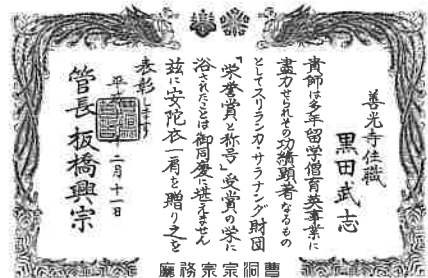 善光寺住職
黒田武志
貴師は多年留学僧育英事業に
盡力せられその功績顕著なるもの
としてスリランカ・サラナンダ財団
「栄誉賞と称号」受賞の栄に
浴されたことは御同慶に堪えません
茲に安陀衣一肩を贈り之を
表彰します
平 二月十一日
管長 板橋興宗
曹洞宗宗務廳